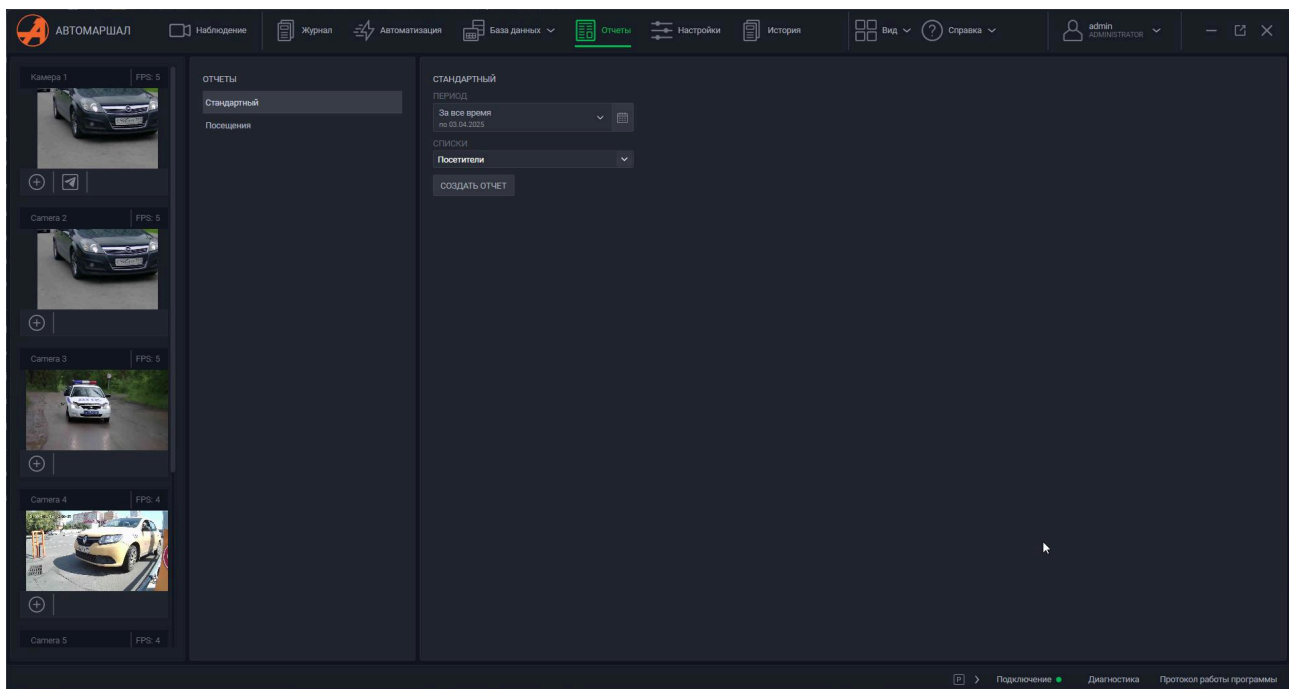 АВТОМАРШАЛ
Наблюдение
Журнал
Автоматизация
База данных
Отчеты
Настройки
История
Вид
Справка
admin
ADMINISTRATOR
Камера 1
FPS: 5
Camera 2
FPS: 5
Camera 3
FPS: 5
Camera 4
FPS: 4
Camera 5
FPS: 4
ОТЧЕТЫ
Стандартный
Посещения
СТАНДАРТНЫЙ
ПЕРИОД
За все время
по 03.04.2025
СПИСКИ
Посетители
СОЗДАТЬ ОТЧЕТ
P
Подключение
Диагностика
Протокол работы программы